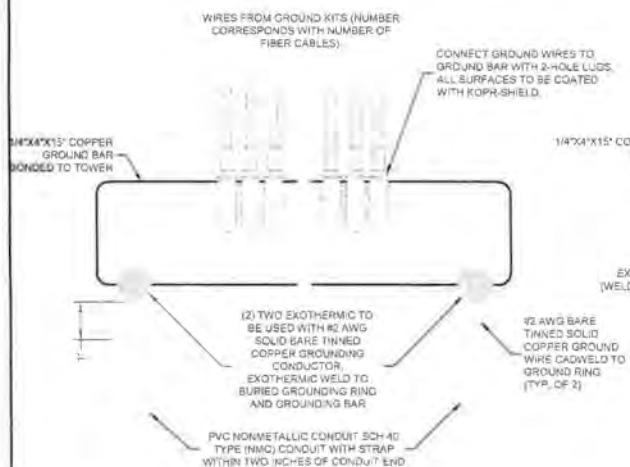 WIRES FROM GROUND KITS (NUMBER
CORRESPONDS WITH NUMBER OF
FIBER CABLES)
CONNECT GROUND WIRES TO
GROUND BAR WITH 2-HOLE LUGS.
ALL SURFACES TO BE COATED
WITH KOPR-SHIELD.
1/4"X4"X15" COPPER
GROUND BAR
BONDED TO TOWER
1/4"X4"X15" CO
EX
(WEL
(2) TWO EXOTHERMIC TO
BE USED WITH #2 AWG
SOLID BARE TINNED
COPPER GROUNDING
CONDUCTOR.
EXOTHERMIC WELD TO
BURIED GROUNDING RING
AND GROUNDING BAR
#2 AWG BARE
TINNED SOLID
COPPER GROUND
WIRE CADWELD TO
GROUND RING
(TYP. OF 2)
1"
PVC NONMETALLIC CONDUIT SCH 40
TYPE (NMC) CONDUIT WITH STRAP
WITHIN TWO INCHES OF CONDUIT END